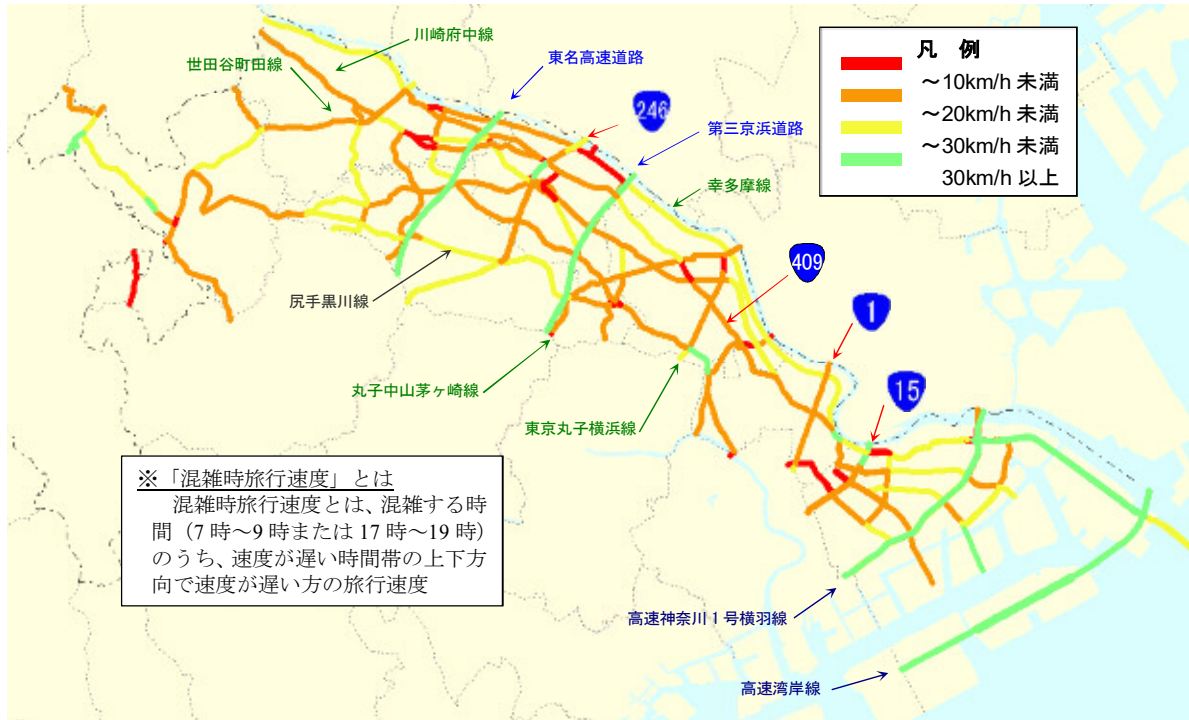 川崎府中線
世田谷町田線
東名高速道路
246
第三京浜道路
幸多摩線
凡 例
～10km/h 未満
～20km/h 未満
～30km/h 未満
30km/h 以上
409
尻手黒川線
1
15
丸子中山茅ヶ崎線
東京丸子横浜線
※「混雑時旅行速度」とは
混雑時旅行速度とは、混雑する時
間（7 時～9 時または 17 時～19 時）
のうち、速度が遅い時間帯の上下方
向で速度が遅い方の旅行速度
高速神奈川１号横羽線
高速湾岸線